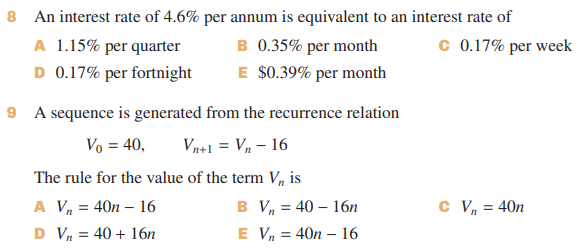 8 An interest rate of 4.6% per annum is equivalent to an interest rate of
A 1.15% per quarter B 0.35% per month C 0.17% per week
D 0.17% per fortnight E $0.39% per month
9 A sequence is generated from the recurrence relation
V₀ = 40, Vₙ₊₁ = Vₙ − 16
The rule for the value of the term Vₙ is
A Vₙ = 40n − 16 B Vₙ = 40 − 16n C Vₙ = 40n
D Vₙ = 40 + 16n E Vₙ = 40n − 16